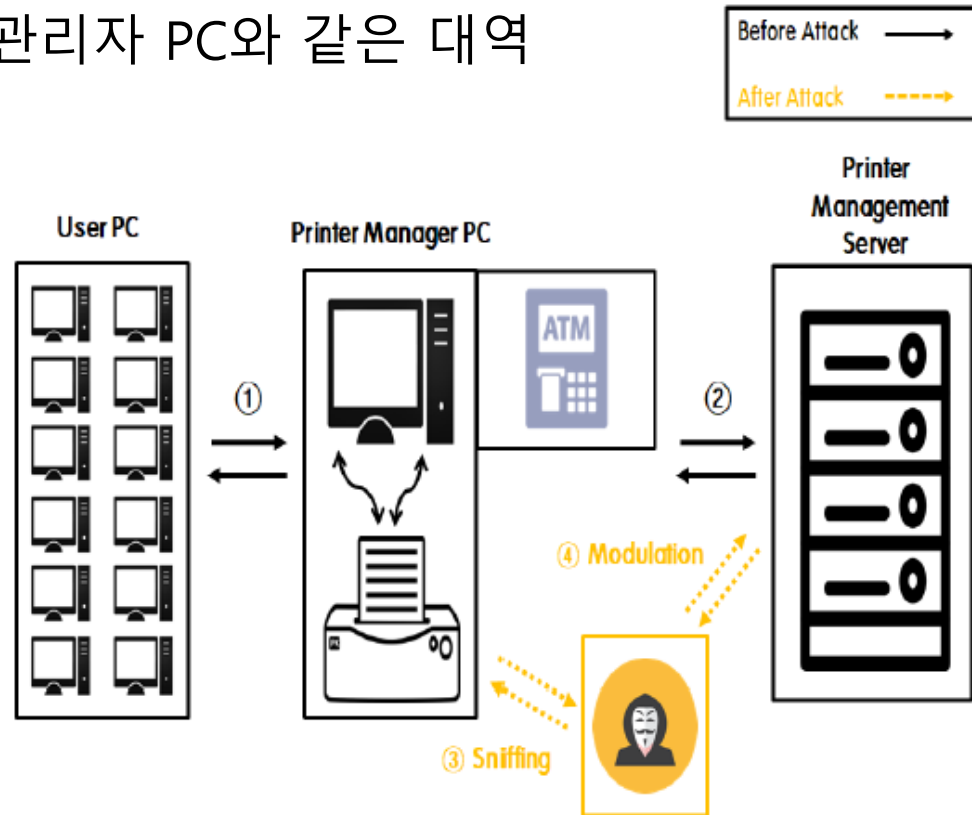 관리자 PC와 같은 대역
Before Attack
After Attack
Printer
Management
Server
User PC
Printer Manager PC
ATM
①
②
④ Modulation
③ Sniffing